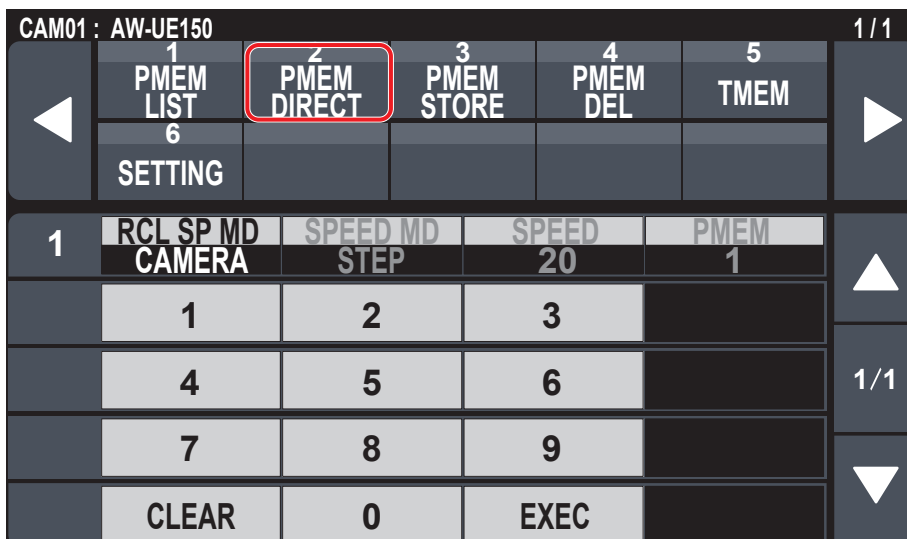 CAM01 : AW-UE150 1 / 1
1 2 3 4 5
PMEM LIST PMEM DIRECT PMEM STORE PMEM DEL TMEM
6
SETTING
1 RCL SP MD SPEED MD SPEED PMEM
CAMERA STEP 20 1
1 2 3
4 5 6 1/1
7 8 9
CLEAR 0 EXEC